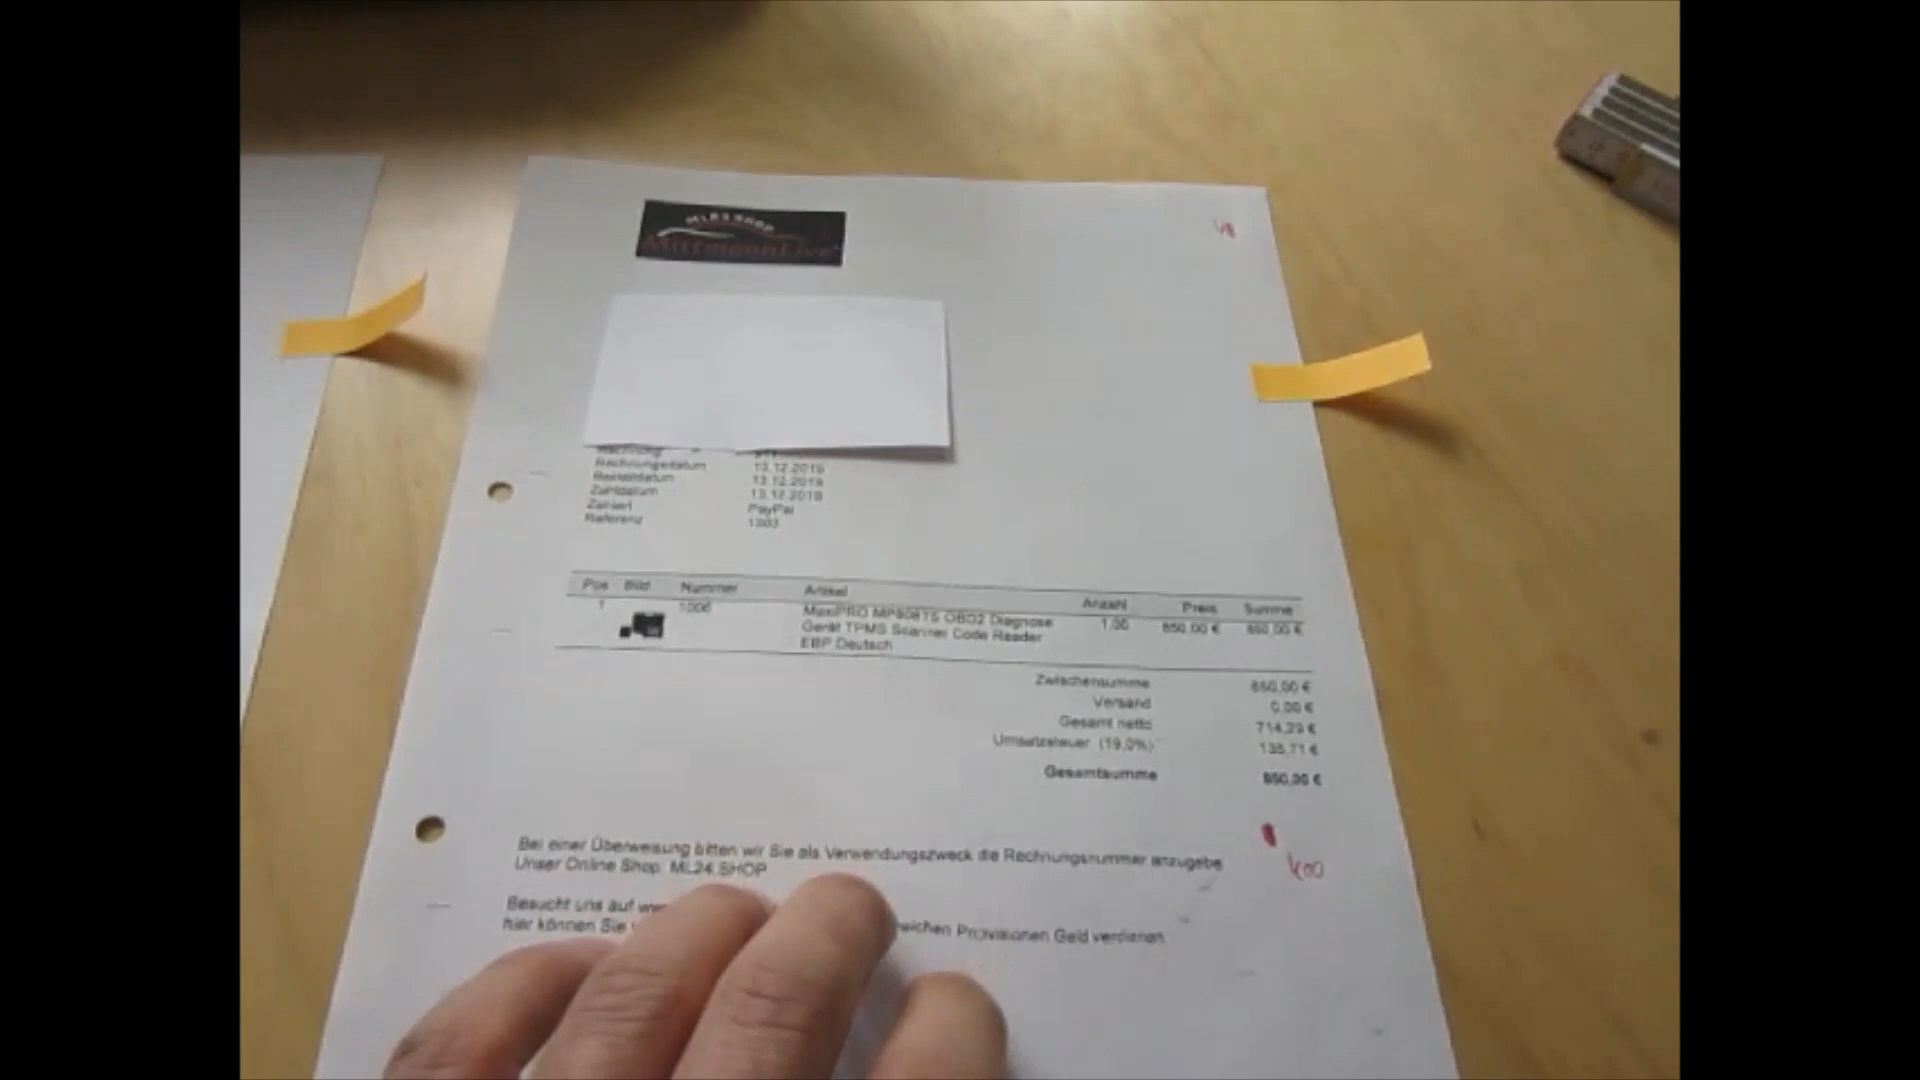 MittmannLive
Rechnung
Rechnungsdatum 13.12.2019
Bestelldatum 13.12.2019
Zahldatum 13.12.2019
Zahlart PayPal
Referenz 1303
Pos Bild Nummer Artikel Anzahl Preis Summe
1 1006 MaxiPRO MP808TS OBD2 Diagnose 1,00 850,00 € 850,00 €
Gerät TPMS Scanner Code Reader
EBP Deutsch
Zwischensumme 850,00 €
Versand 0,00 €
Gesamt netto 714,29 €
Umsatzsteuer (19,0%) 135,71 €
Gesamtsumme 850,00 €
Bei einer Überweisung bitten wir Sie als Verwendungszweck die Rechnungsnummer anzugebe
Unser Online Shop ML24.SHOP
Besucht uns auf
hier können Sie reichen Provisionen Geld verdienen